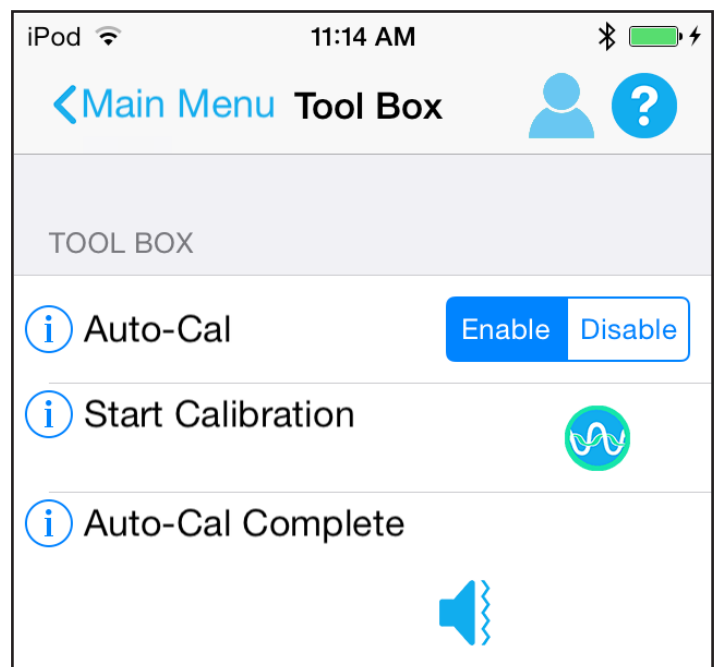 iPod 11:14 AM
Main Menu Tool Box ?
TOOL BOX
i Auto-Cal Enable Disable
i Start Calibration
i Auto-Cal Complete